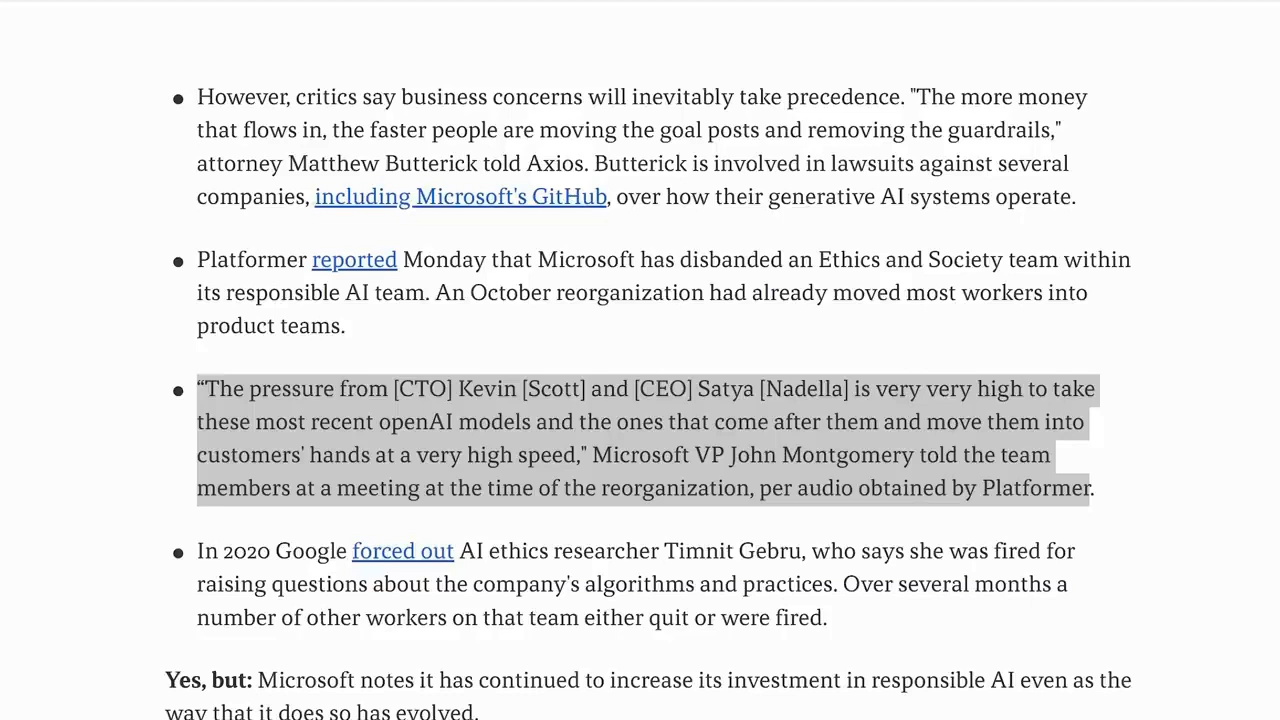 • However, critics say business concerns will inevitably take precedence. "The more money
that flows in, the faster people are moving the goal posts and removing the guardrails,"
attorney Matthew Butterick told Axios. Butterick is involved in lawsuits against several
companies, including Microsoft's GitHub, over how their generative AI systems operate.
• Platformer reported Monday that Microsoft has disbanded an Ethics and Society team within
its responsible AI team. An October reorganization had already moved most workers into
product teams.
• “The pressure from [CTO] Kevin [Scott] and [CEO] Satya [Nadella] is very very high to take
these most recent openAI models and the ones that come after them and move them into
customers' hands at a very high speed," Microsoft VP John Montgomery told the team
members at a meeting at the time of the reorganization, per audio obtained by Platformer.
• In 2020 Google forced out AI ethics researcher Timnit Gebru, who says she was fired for
raising questions about the company's algorithms and practices. Over several months a
number of other workers on that team either quit or were fired.
Yes, but: Microsoft notes it has continued to increase its investment in responsible AI even as the
way that it does so has evolved.